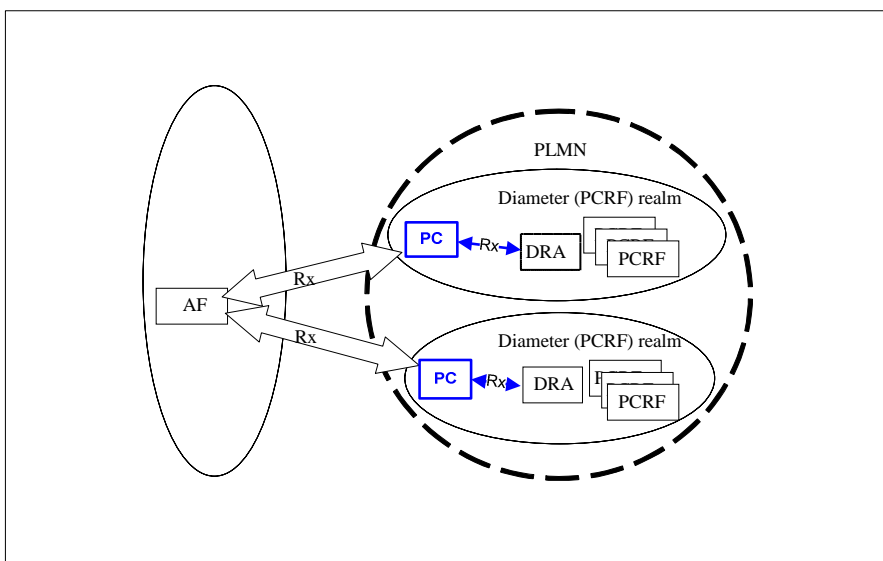 PLMN
Diameter (PCRF) realm
PC
Rx
DRA
PCRF
Rx
AF
Rx
Diameter (PCRF) realm
PC
Rx
DRA
PCRF